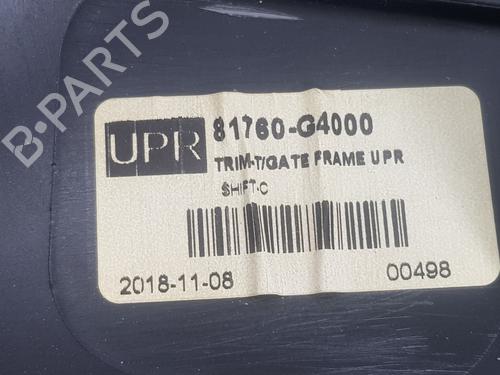 B-PARTS
UPR
81760-G4000
TRIM-T/GATE FRAME UPR
SHIFT-C
2018-11-08
00498